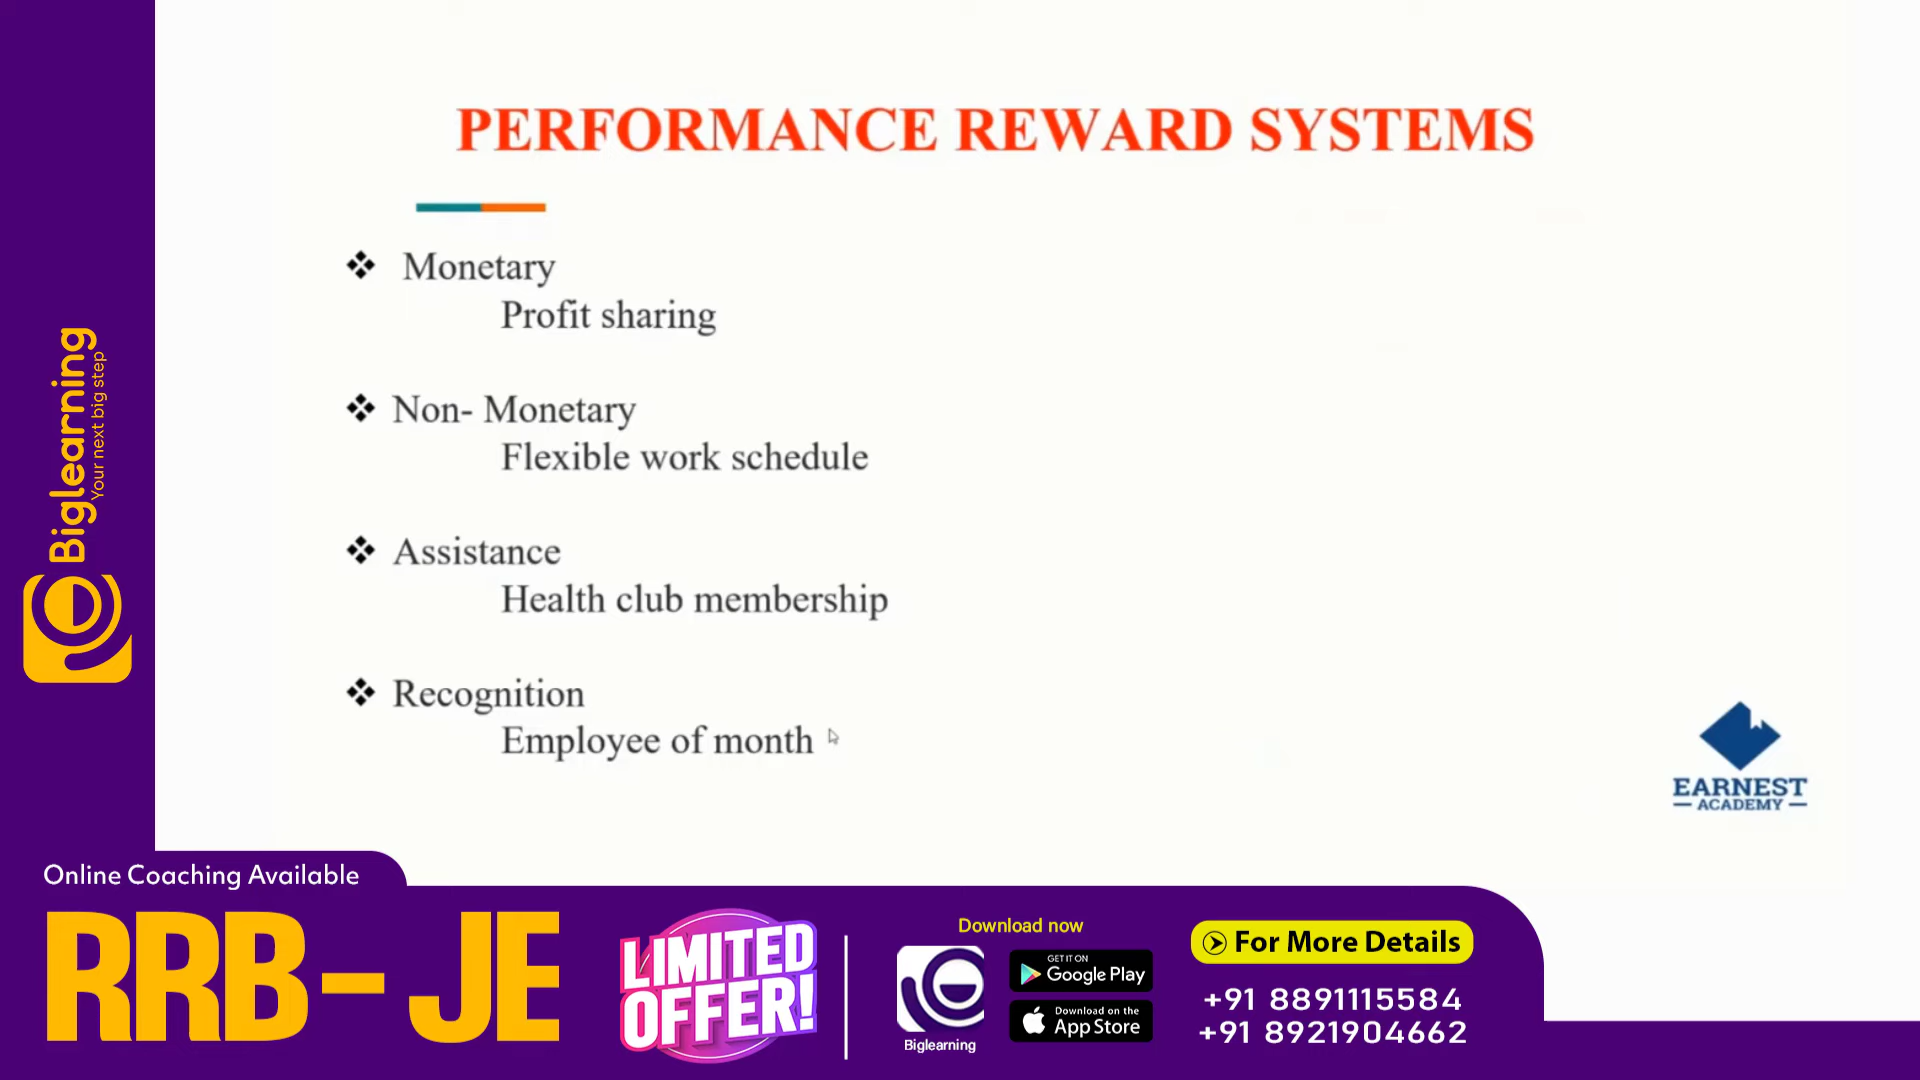 PERFORMANCE REWARD SYSTEMS
Monetary
Profit sharing
Non- Monetary
Flexible work schedule
Assistance
Health club membership
Recognition
Employee of month
EARNEST
ACADEMY
Biglearning
Your next big step
Online Coaching Available
RRB-JE
LIMITED
OFFER!
Download now
Biglearning
GET IT ON
Google Play
Download on the
App Store
For More Details
+91 8891115584
+91 8921904662